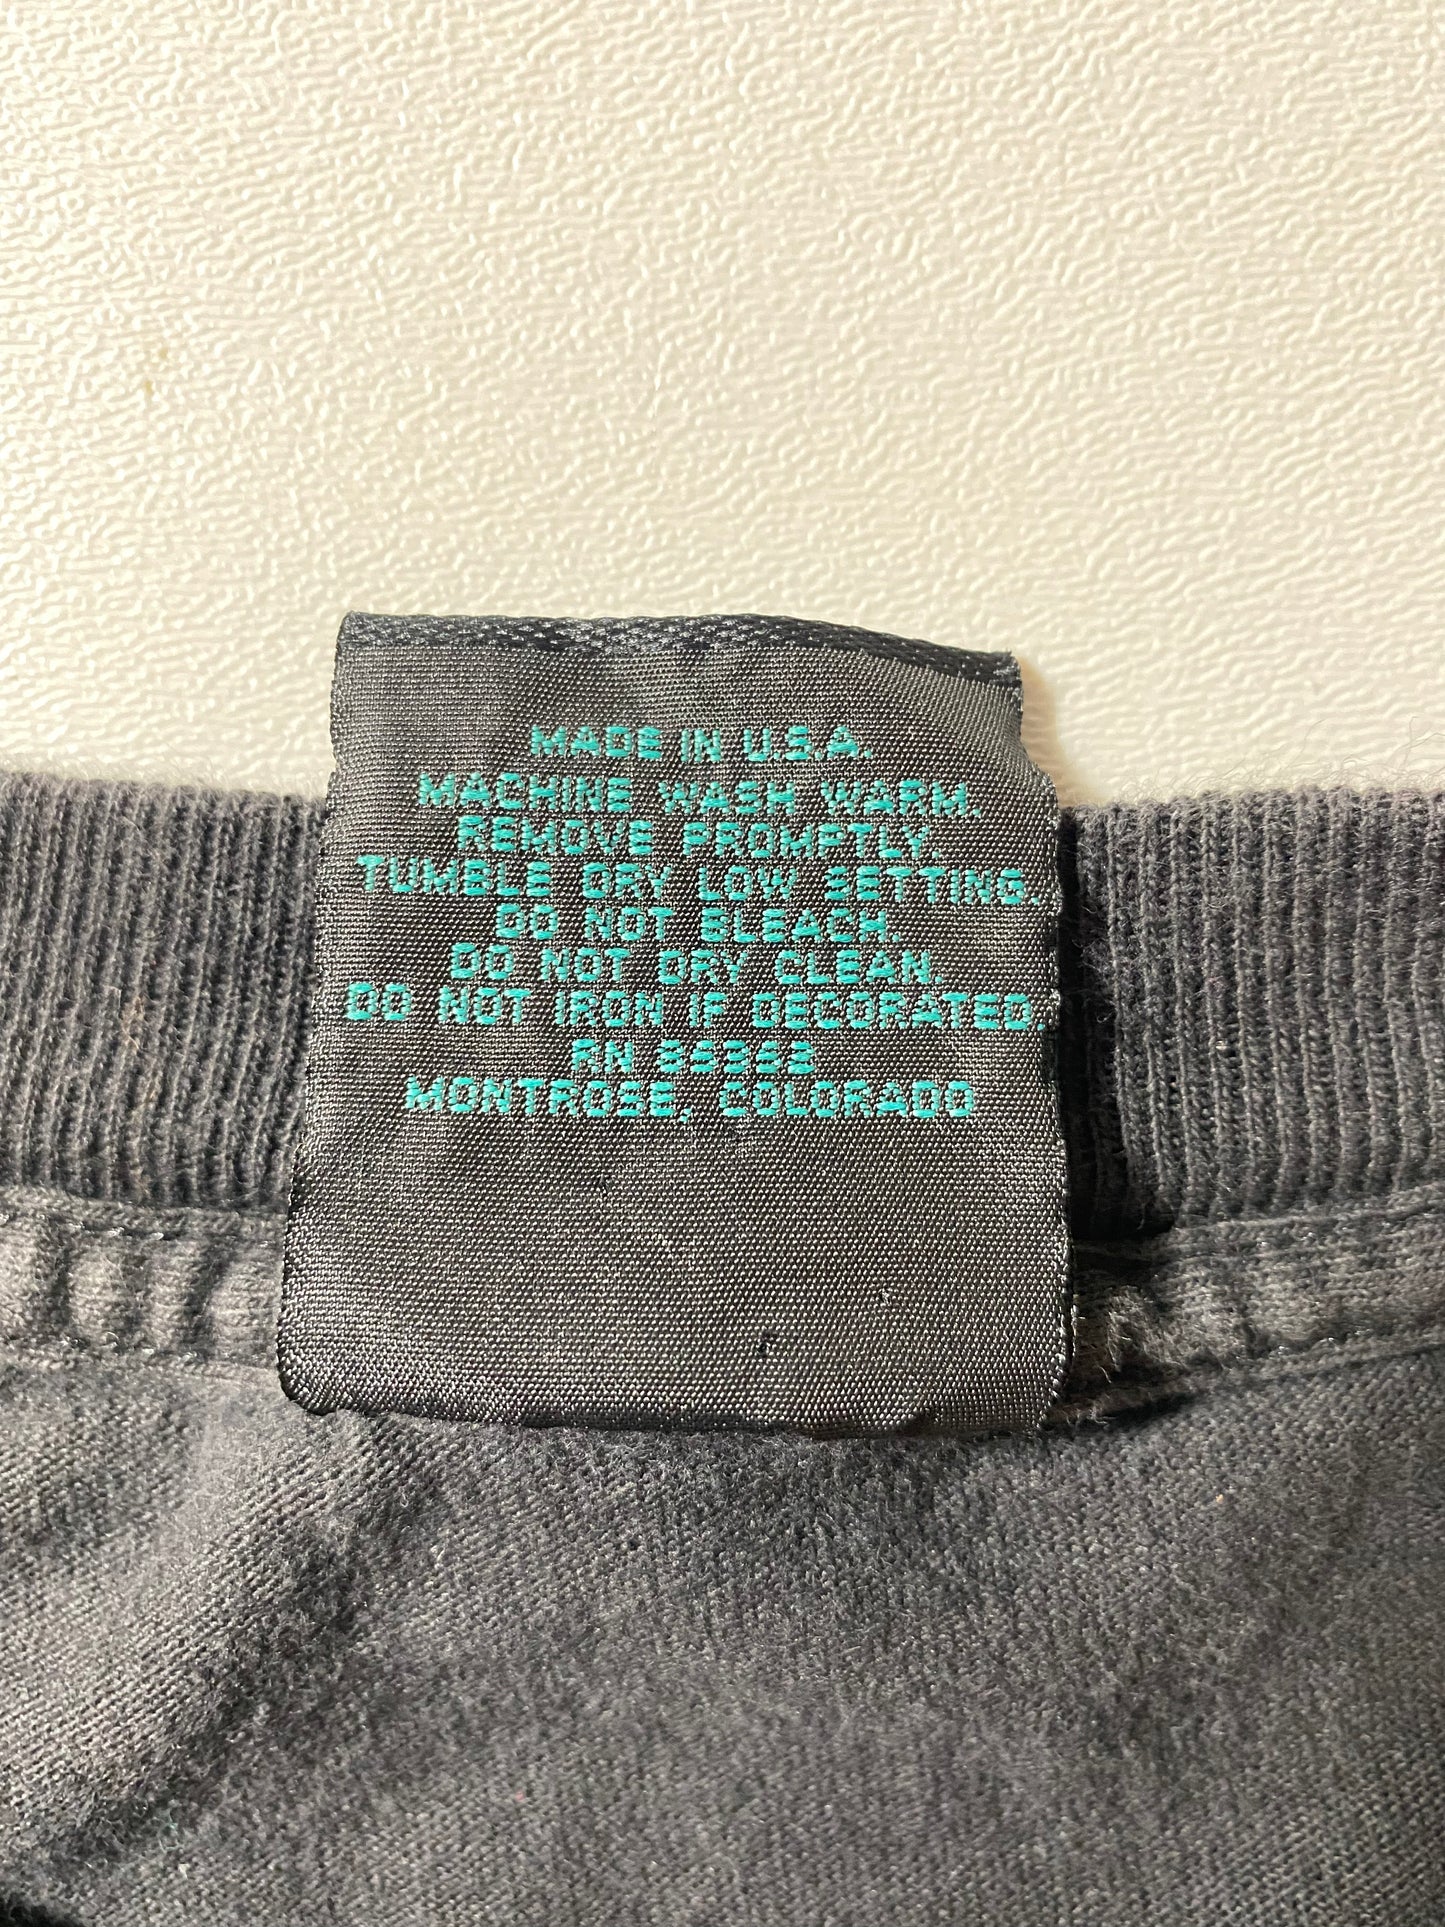 MADE IN U.S.A.
MACHINE WASH WARM.
REMOVE PROMPTLY.
TUMBLE DRY LOW SETTING.
DO NOT BLEACH.
DO NOT DRY CLEAN.
DO NOT IRON IF DECORATED.
RN
MONTROSE, COLORADO